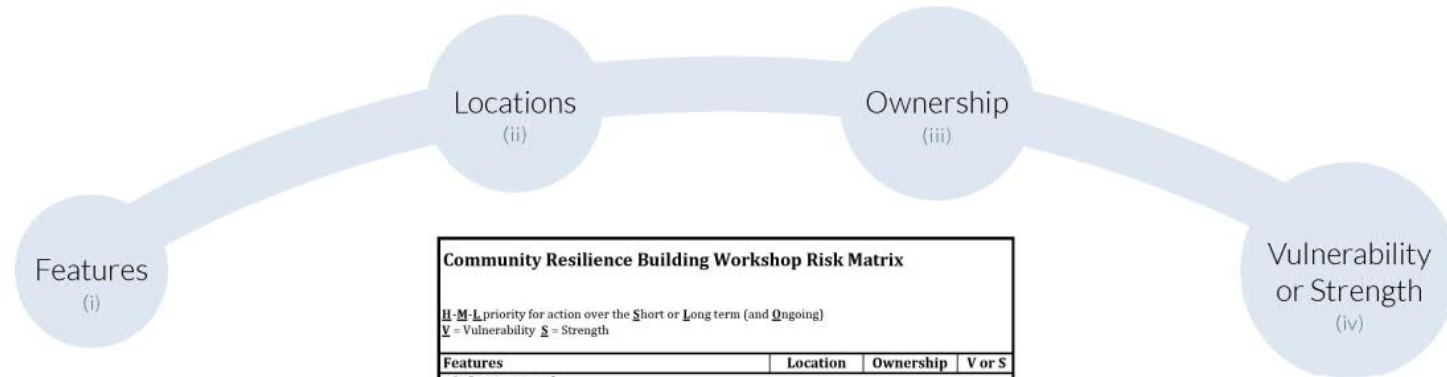 Features
(i)
Locations
(ii)
Ownership
(iii)
Vulnerability
or Strength
(iv)
Community Resilience Building Workshop Risk Matrix
H-M-L priority for action over the Short or Long term (and Ongoing)
V = Vulnerability S = Strength
Features Location Ownership V or S